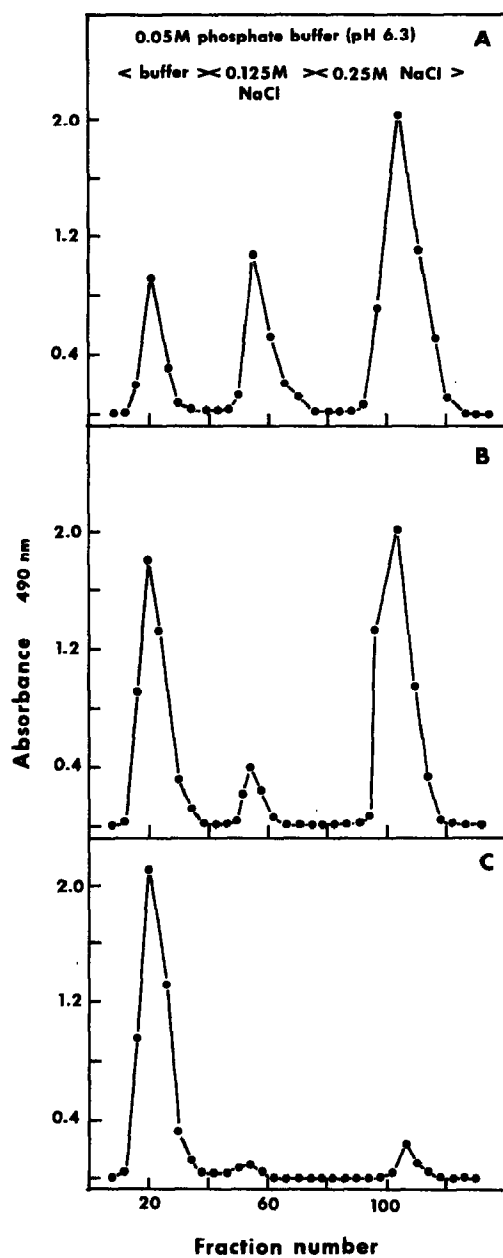 0.05M phosphate buffer (pH 6.3)
A
< buffer ><0.125M ><0.25M NaCl >
NaCl
2.0
1.2
0.4
B
2.0
1.2
0.4
Absorbance 490 nm
C
2.0
1.2
0.4
20 60 100
Fraction number